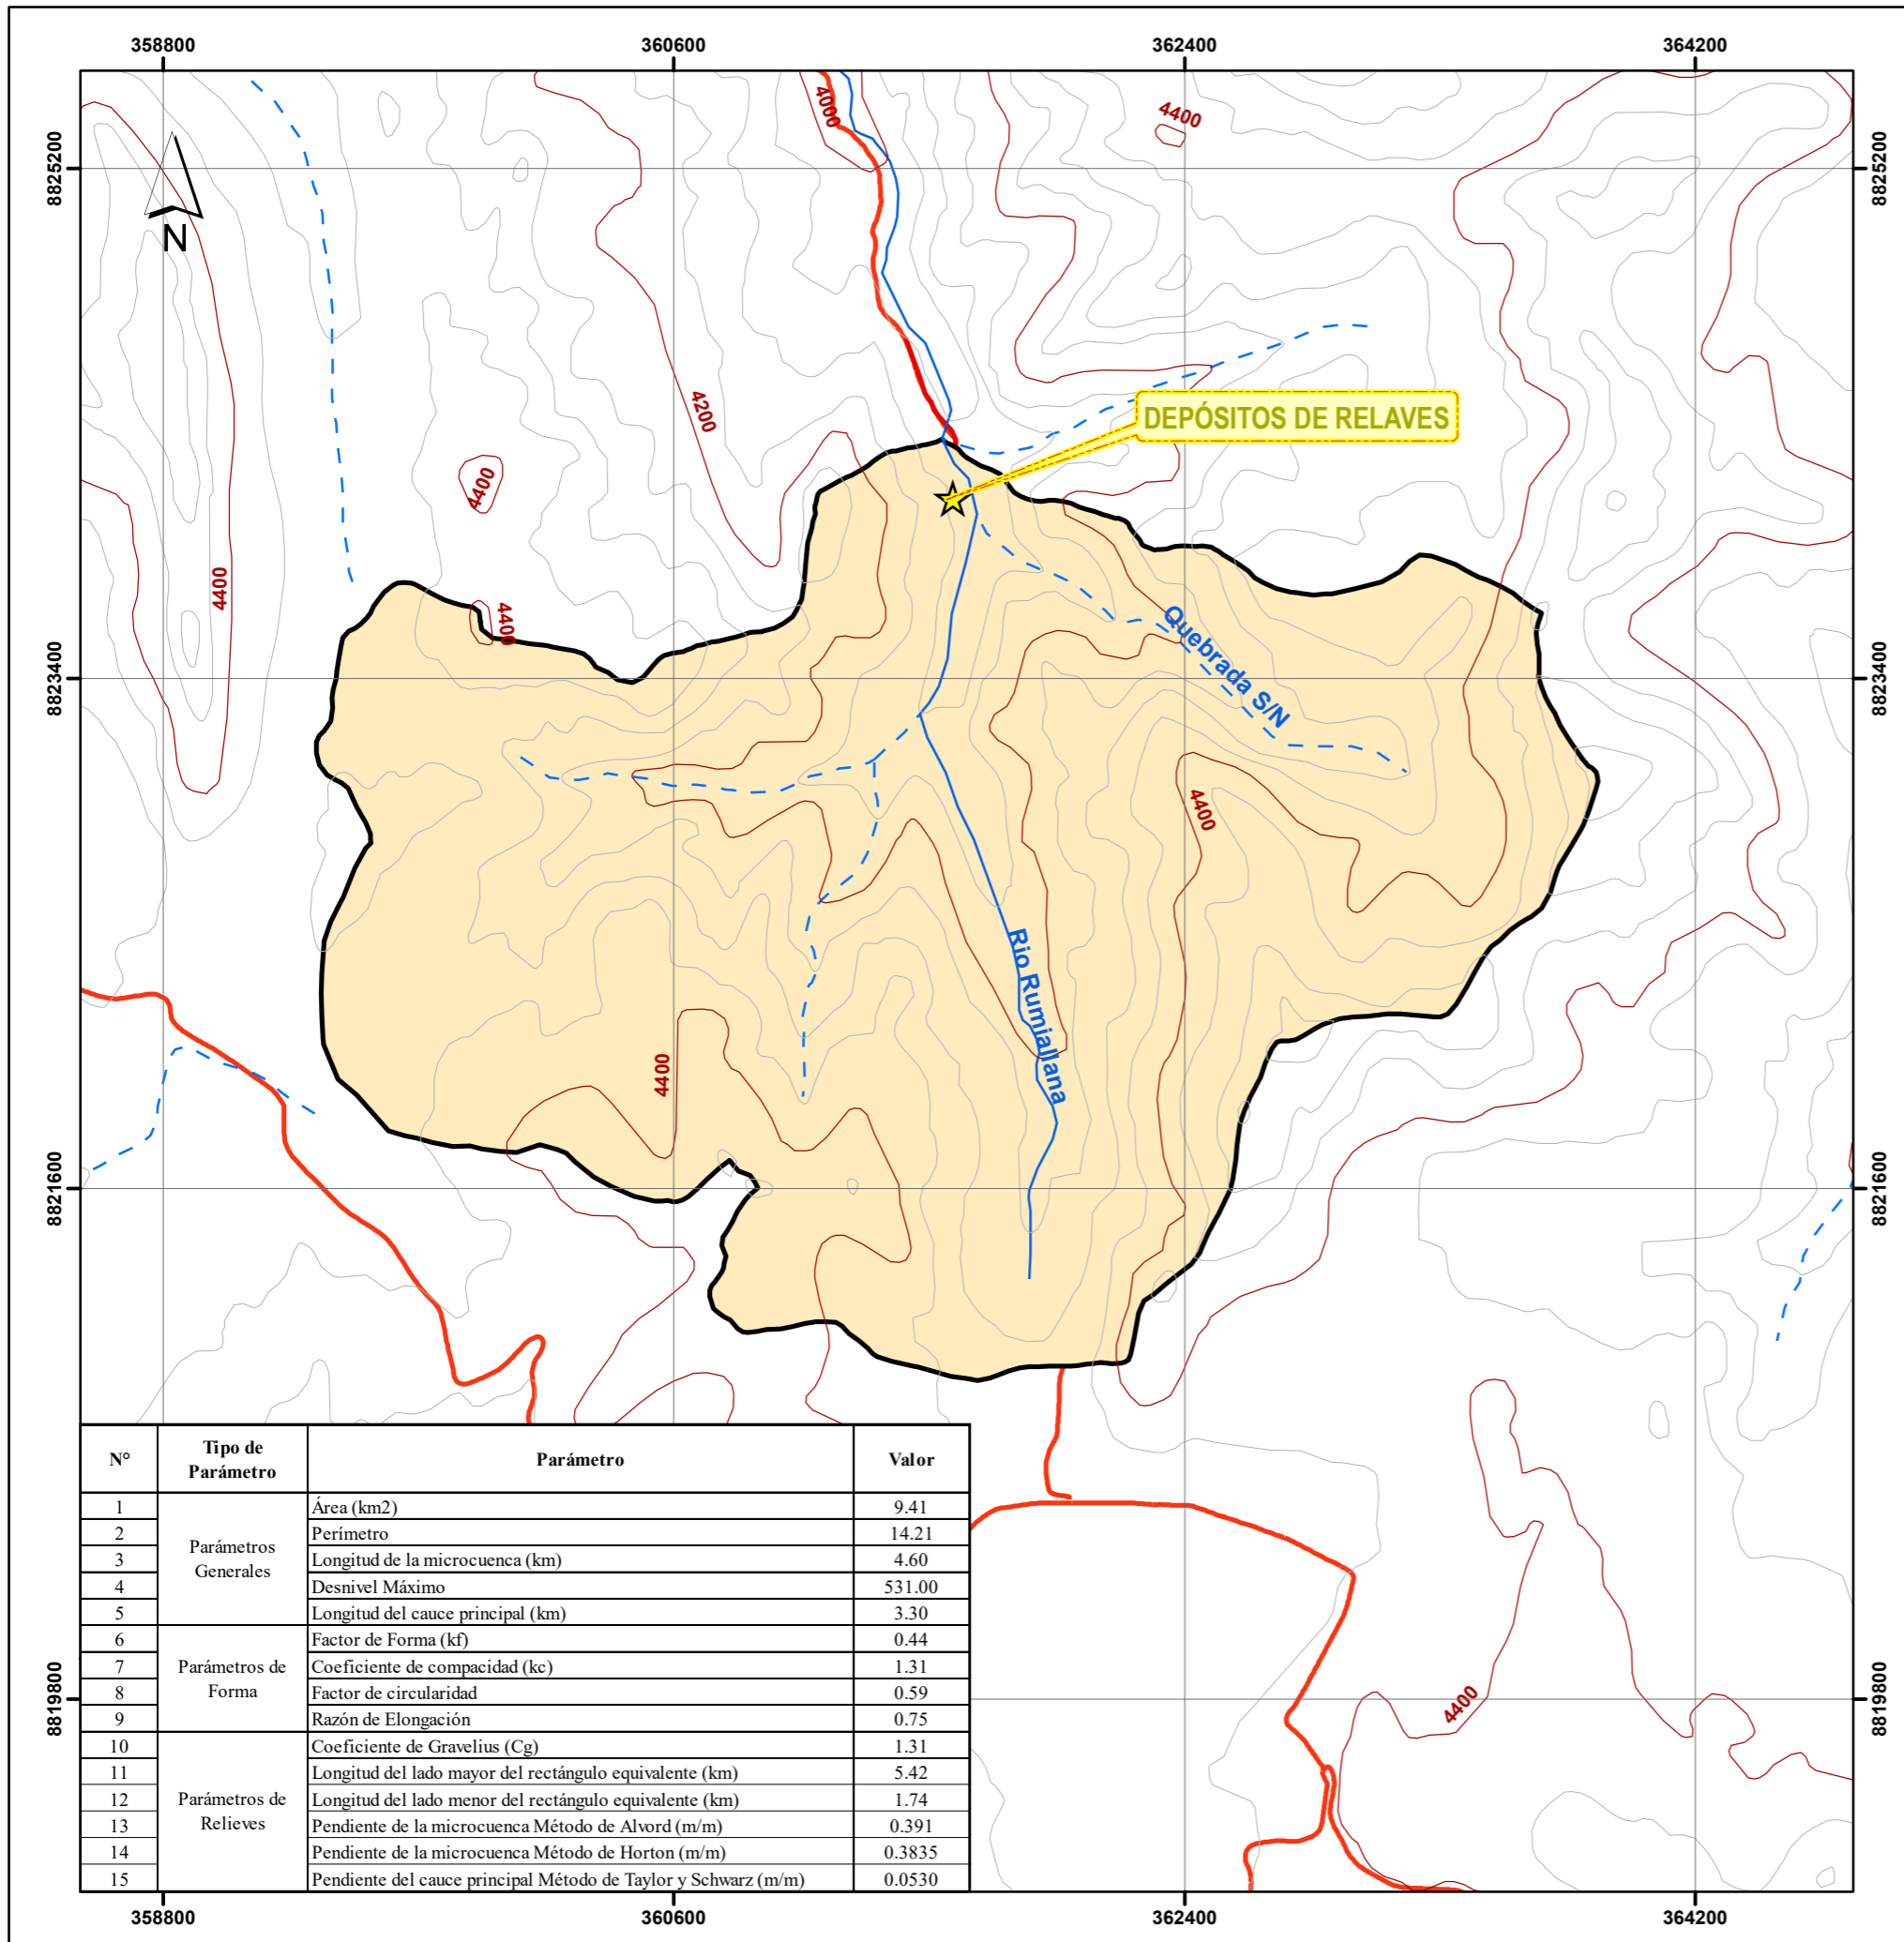 358800 360600 362400 364200
4000
4400
8825200 8825200
N
DEPÓSITOS DE RELAVES
4200
4400
4400
4400
Quebrada S/N
8823400 8823400
4400
Rio Rumiallana
4400
8821600 8821600
N° Tipo de Parámetro Parámetro Valor
1 Parámetros Generales Área (km2) 9.41
2 Perímetro 14.21
3 Longitud de la microcuenca (km) 4.60
4 Desnivel Máximo 531.00
5 Longitud del cauce principal (km) 3.30
6 Parámetros de Forma Factor de Forma (kf) 0.44
7 Coeficiente de compacidad (kc) 1.31
8 Factor de circularidad 0.59
9 Razón de Elongación 0.75
10 Parámetros de Relieves Coeficiente de Gravelius (Cg) 1.31
11 Longitud del lado mayor del rectángulo equivalente (km) 5.42
12 Longitud del lado menor del rectángulo equivalente (km) 1.74
13 Pendiente de la microcuenca Método de Alvord (m/m) 0.391
14 Pendiente de la microcuenca Método de Horton (m/m) 0.3835
15 Pendiente del cauce principal Método de Taylor y Schwarz (m/m) 0.0530
8819800 8819800
4400
358800 360600 362400 364200